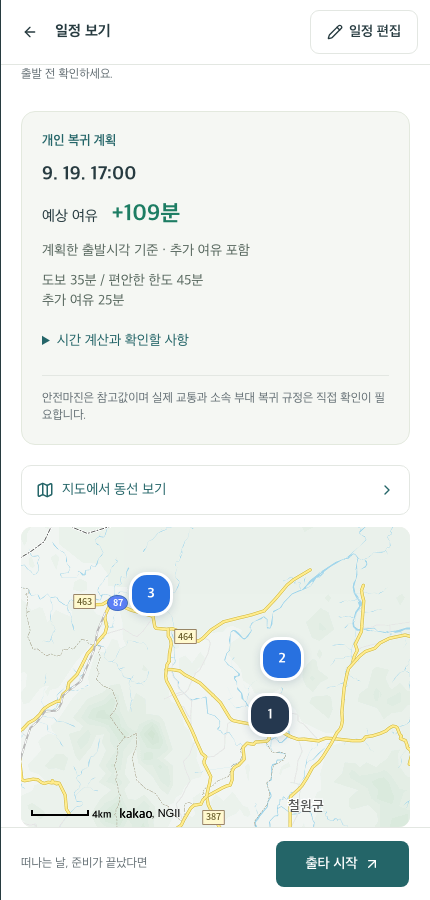 일정 보기
일정 편집
출발 전 확인하세요.
개인 복귀 계획
9. 19. 17:00
예상 여유 +109분
계획한 출발시각 기준 · 추가 여유 포함
도보 35분 / 편안한 한도 45분
추가 여유 25분
▶ 시간 계산과 확인할 사항
안전마진은 참고값이며 실제 교통과 소속 부대 복귀 규정은 직접 확인이 필
요합니다.
지도에서 동선 보기
3
463
87
464
2
1
철원군
4km kakao, NGII
387
떠나는 날, 준비가 끝났다면
출타 시작